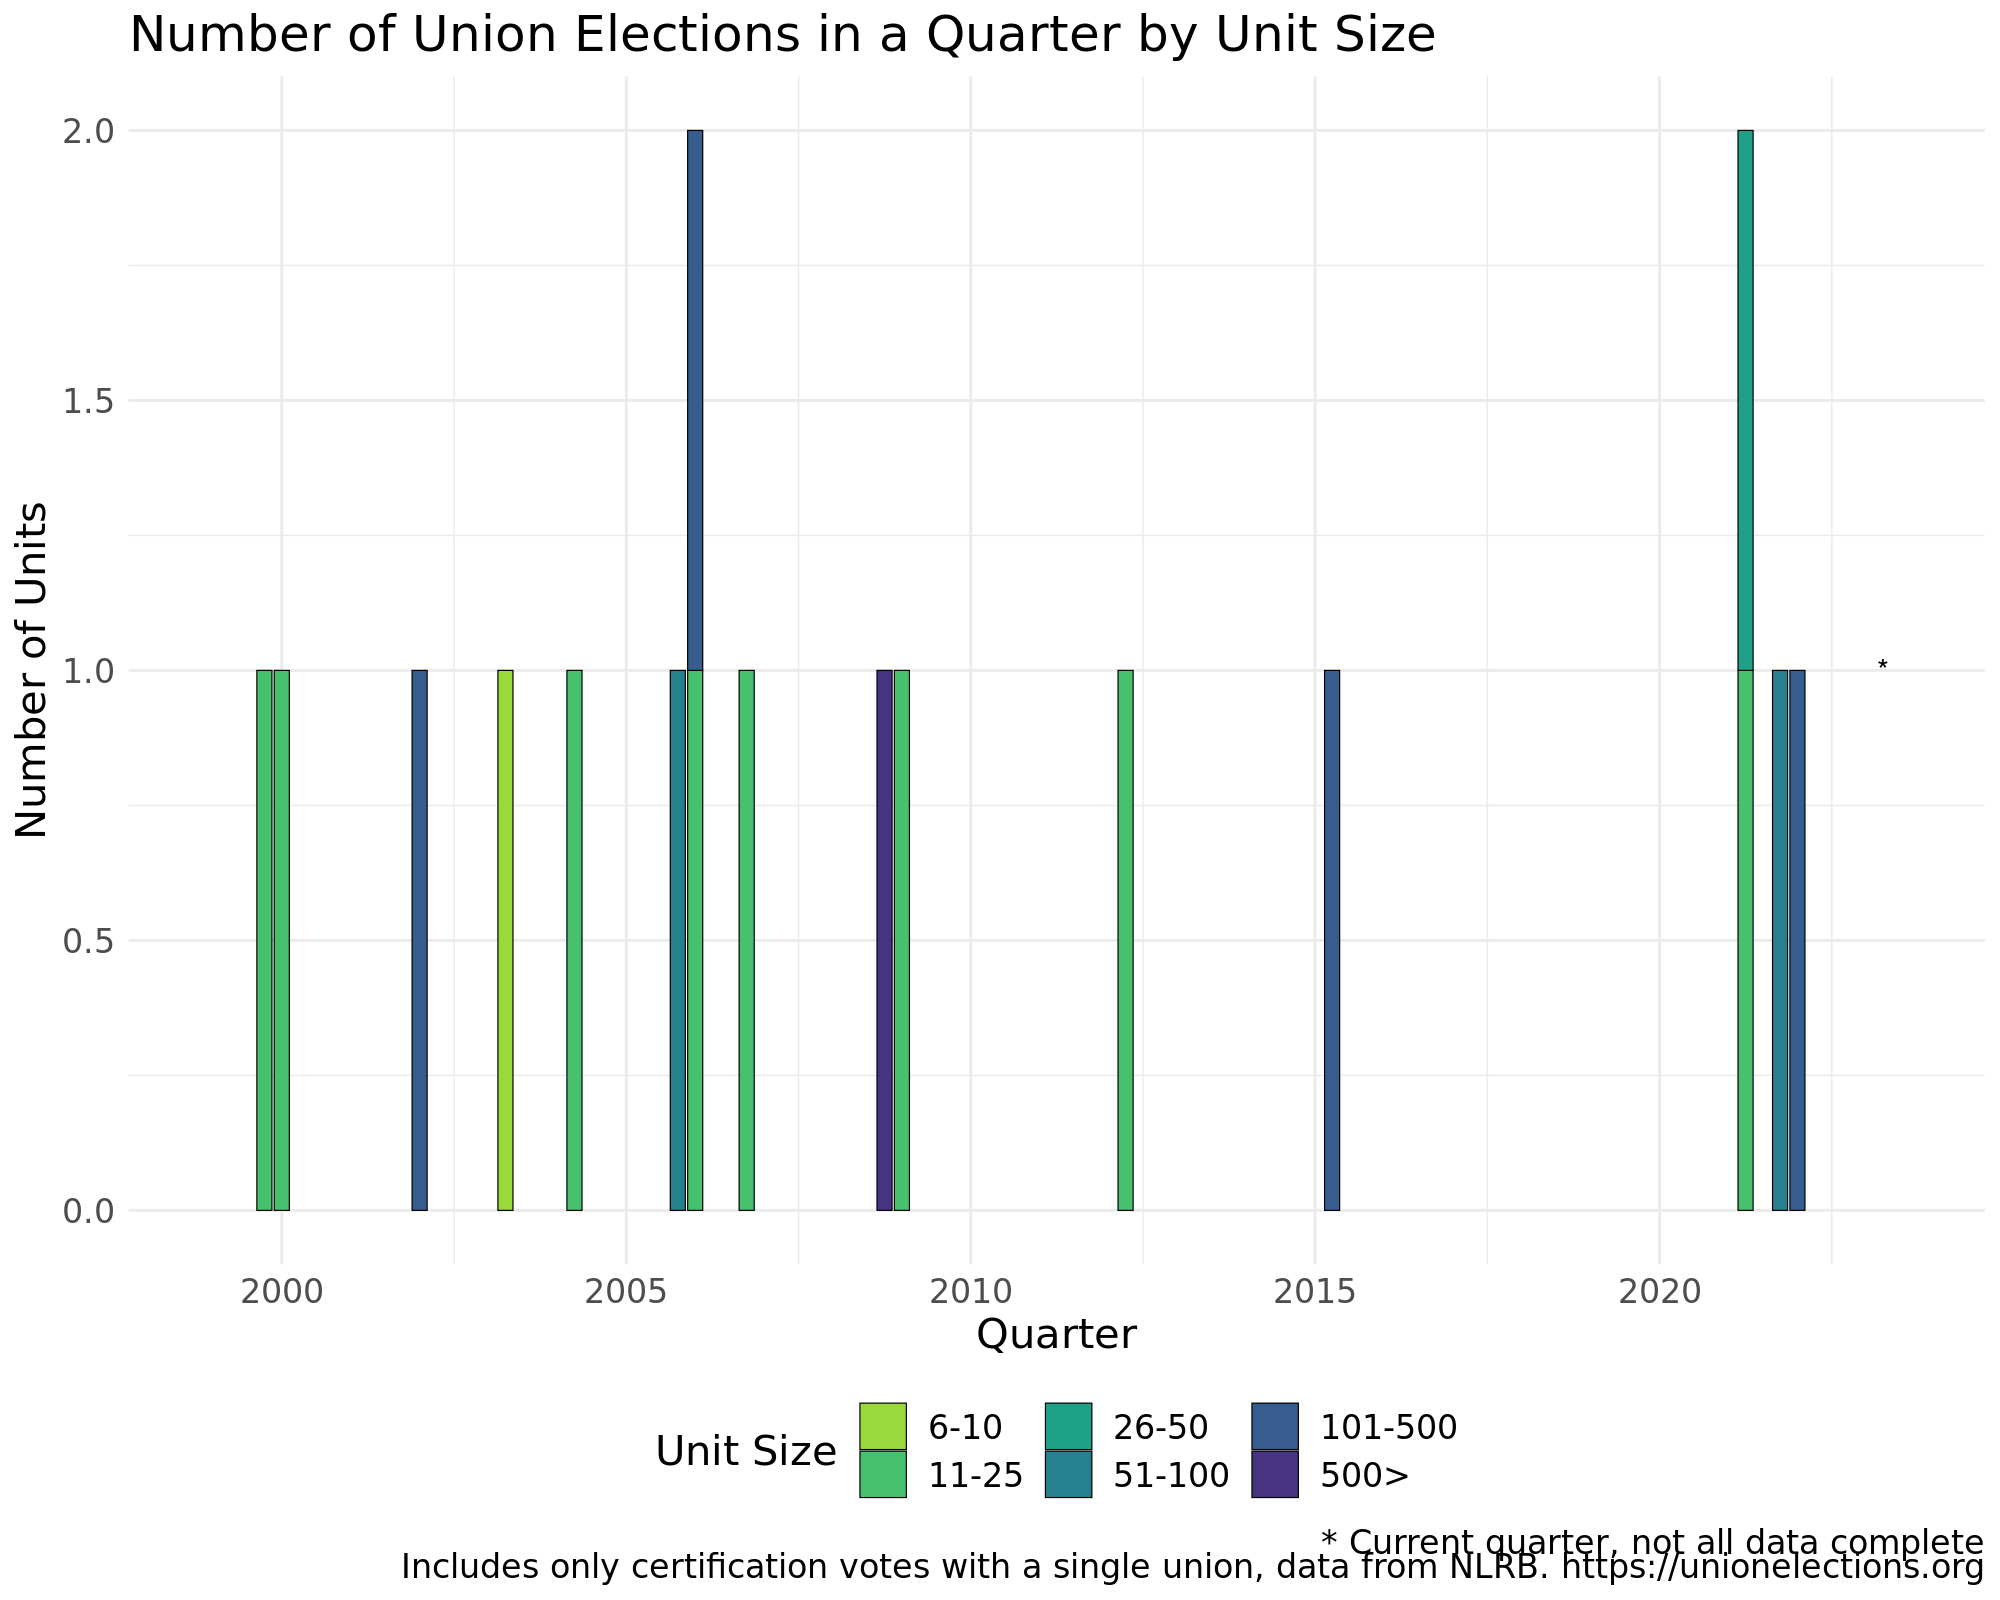 Number of Union Elections in a Quarter by Unit Size
Number of Units
2.0
1.5
1.0
0.5
0.0
*
2000 2005 2010 2015 2020
Quarter
Unit Size
6-10 26-50 101-500
11-25 51-100 500>
* Current quarter, not all data complete
Includes only certification votes with a single union, data from NLRB. https://unionelections.org